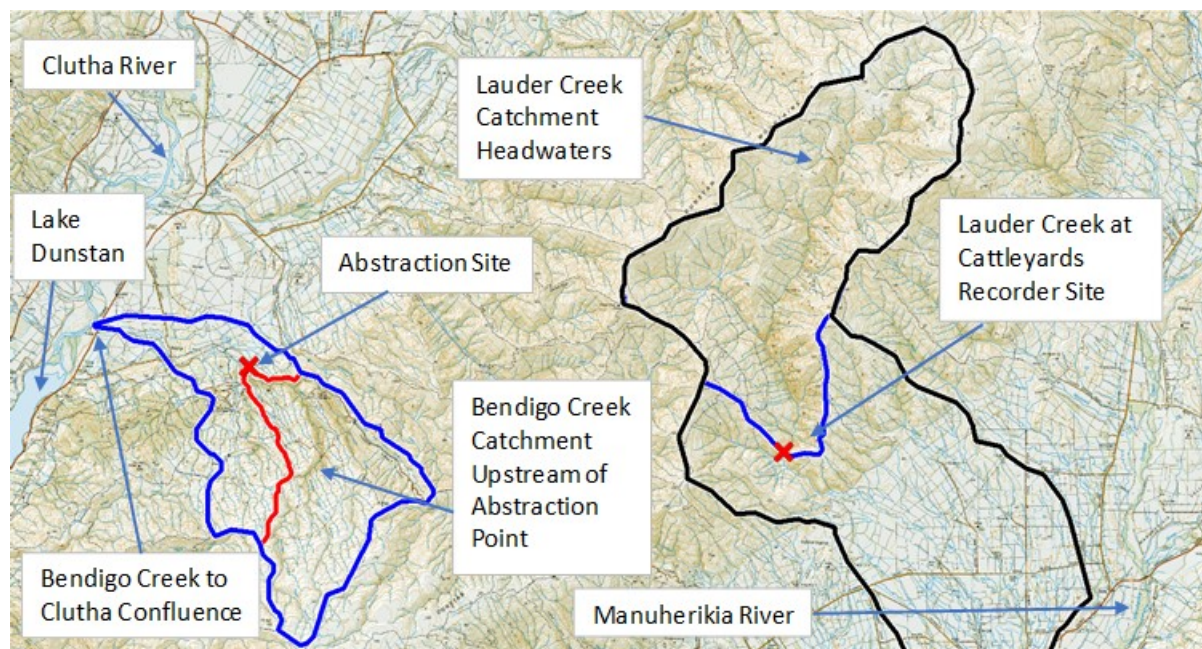 Clutha River
Lauder Creek
Catchment
Headwaters
Lake
Dunstan
Abstraction Site
Lauder Creek at
Cattleyards
Recorder Site
Bendigo Creek
Catchment
Upstream of
Abstraction
Point
Bendigo Creek to
Clutha Confluence
Manuherikia River